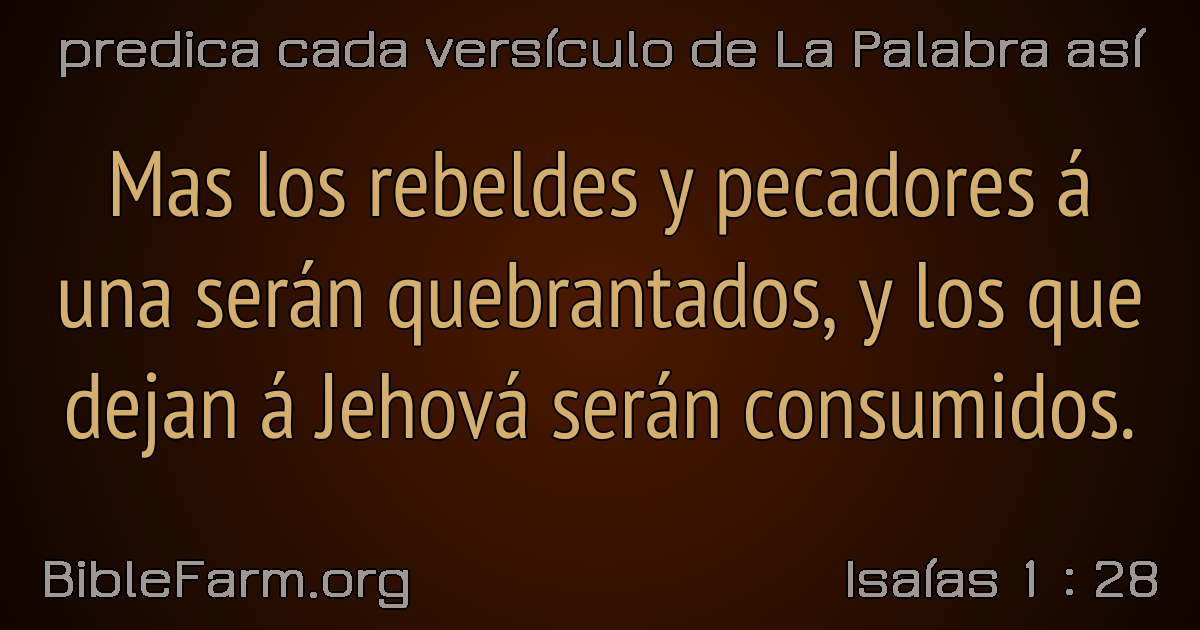 predica cada versículo de La Palabra así
Mas los rebeldes y pecadores á
una serán quebrantados, y los que
dejan á Jehová serán consumidos.
BibleFarm.org
Isaías 1 : 28